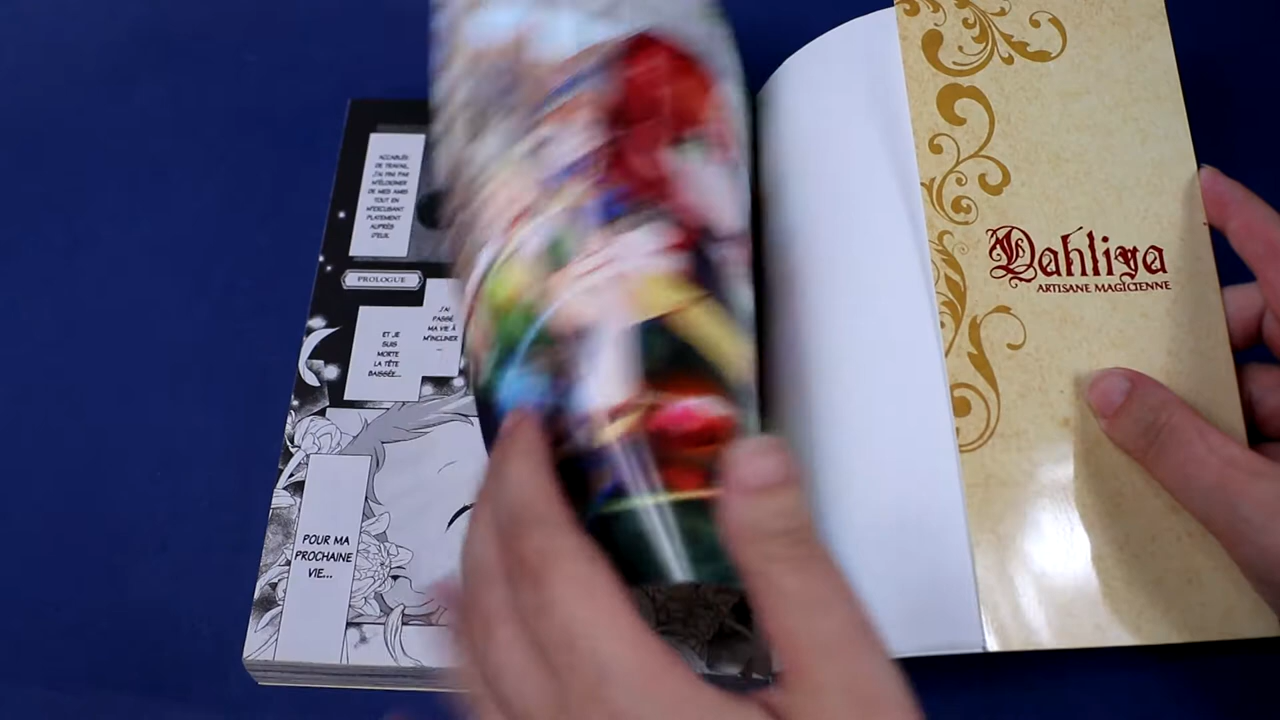 ACCABLÉE
DE TRAVAIL,
J'AI FINI PAR
M'ÉLOIGNER
DE MES AMIS
TOUT EN
M'EXCUSANT
PLATEMENT
AUPRÈS
D'EUX.
PROLOGUE
J'AI
PASSÉ
MA VIE À
M'INCLINER
...
ET JE
SUIS
MORTE
LA TÊTE
BAISSÉE...
POUR MA
PROCHAINE
VIE...
Dahliya
ARTISANE MAGICIENNE